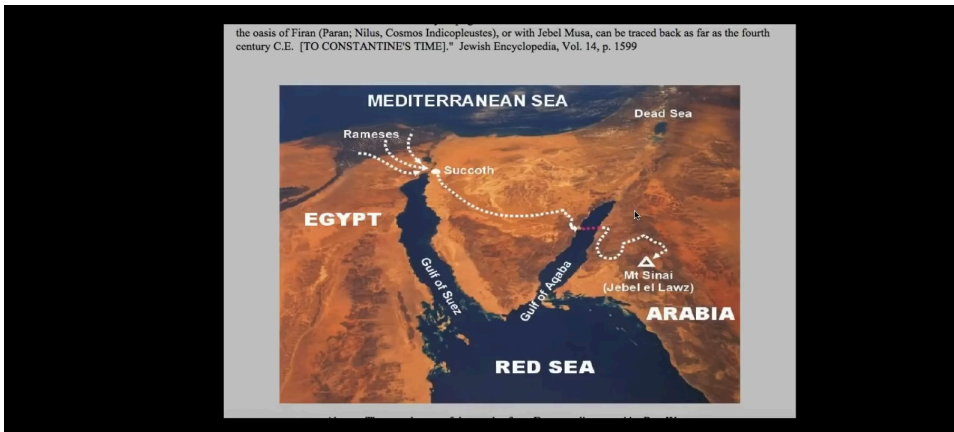 the oasis of Firan (Paran; Nilus, Cosmos Indicopleustes), or with Jebel Musa, can be traced back as far as the fourth
century C.E. [TO CONSTANTINE'S TIME]." Jewish Encyclopedia, Vol. 14, p. 1599
MEDITERRANEAN SEA
Dead Sea
Rameses
Succoth
EGYPT
Gulf of Suez
Gulf of Aqaba
Mt Sinai
(Jebel el Lawz)
ARABIA
RED SEA